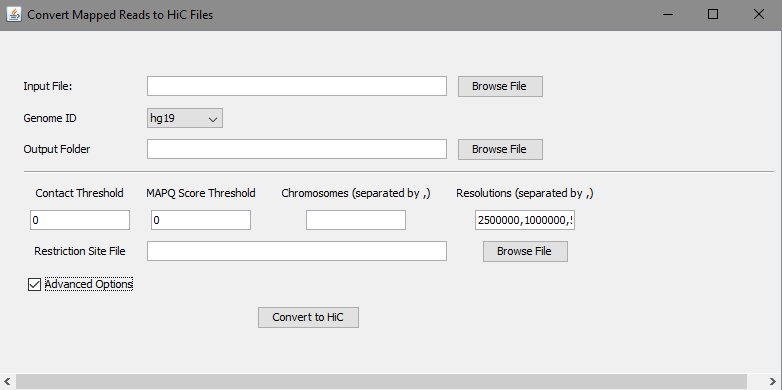 Convert Mapped Reads to HiC Files
Input File: Browse File
Genome ID hg19
Output Folder Browse File
Contact Threshold MAPQ Score Threshold Chromosomes (separated by ,) Resolutions (separated by ,)
0 0 2500000,1000000,
Restriction Site File Browse File
Advanced Options
Convert to HiC